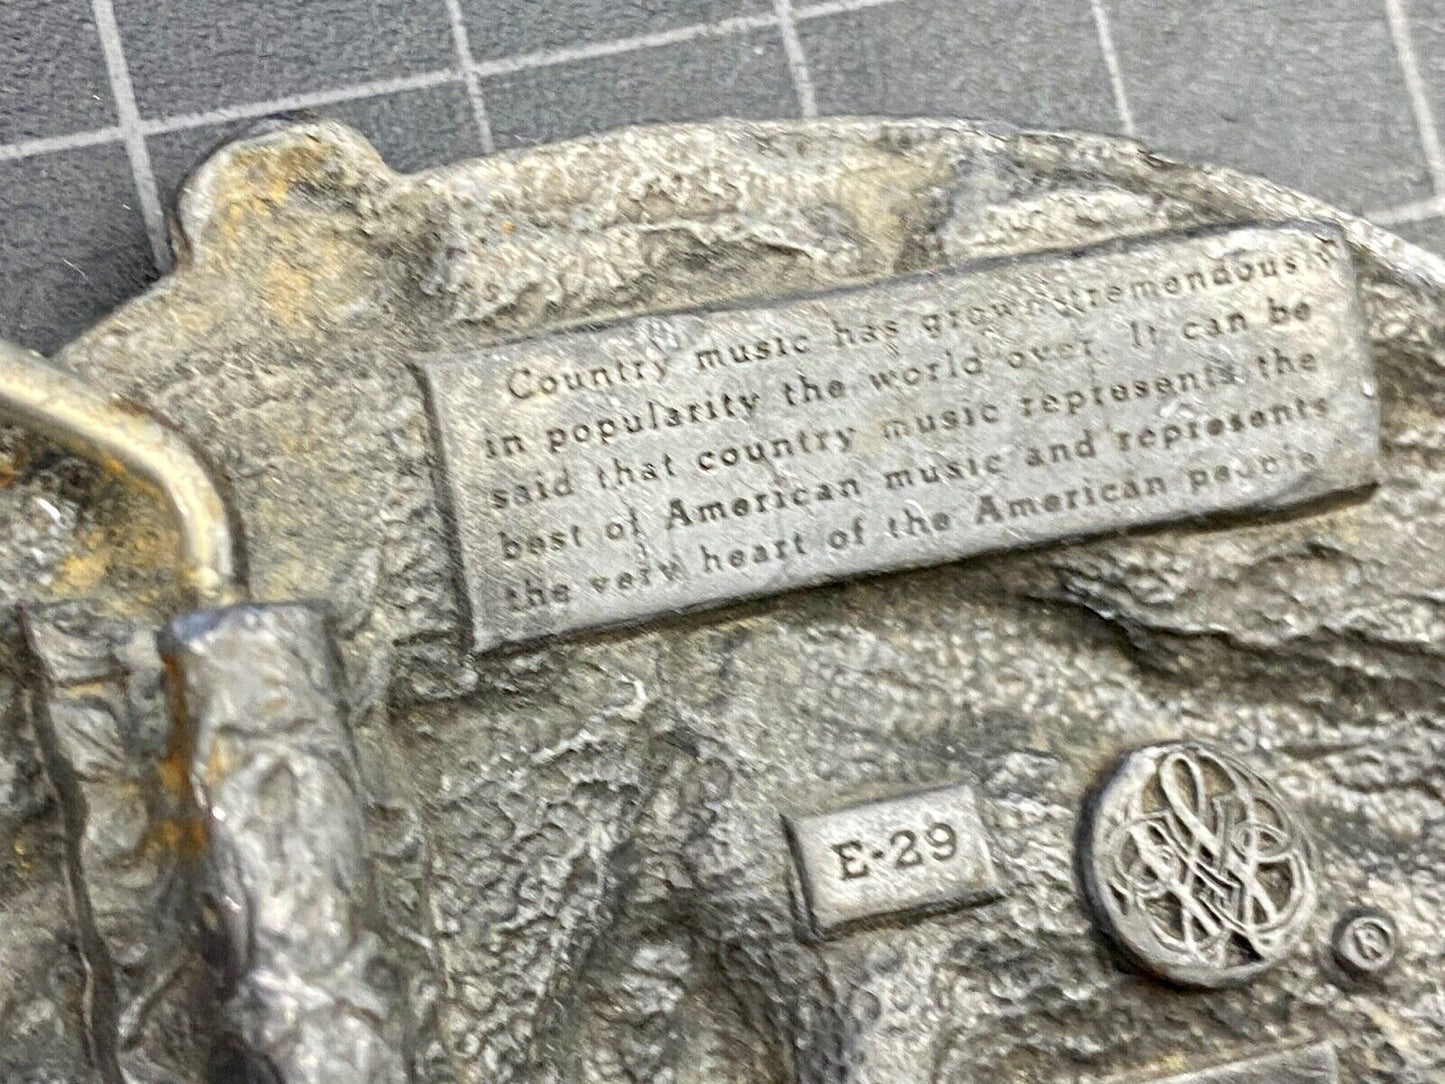 Country music has grown tremendously
in popularity the world over. It can be
said that country music represents the
best of American music and represents
the very heart of the American people.
E-29
®